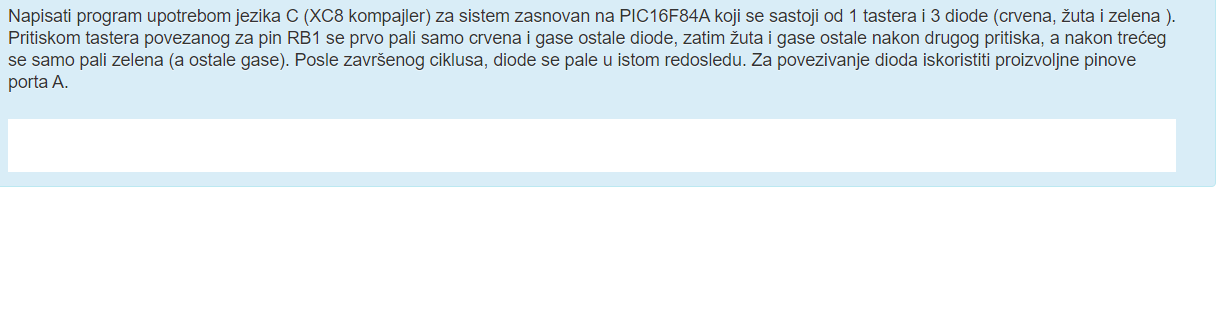 Napisati program upotrebom jezika C (XC8 kompajler) za sistem zasnovan na PIC16F84A koji se sastoji od 1 tastera i 3 diode (crvena, žuta i zelena ).
Pritiskom tastera povezanog za pin RB1 se prvo pali samo crvena i gase ostale diode, zatim žuta i gase ostale nakon drugog pritiska, a nakon trećeg
se samo pali zelena (a ostale gase). Posle završenog ciklusa, diode se pale u istom redosledu. Za povezivanje dioda iskoristiti proizvoljne pinove
porta A.